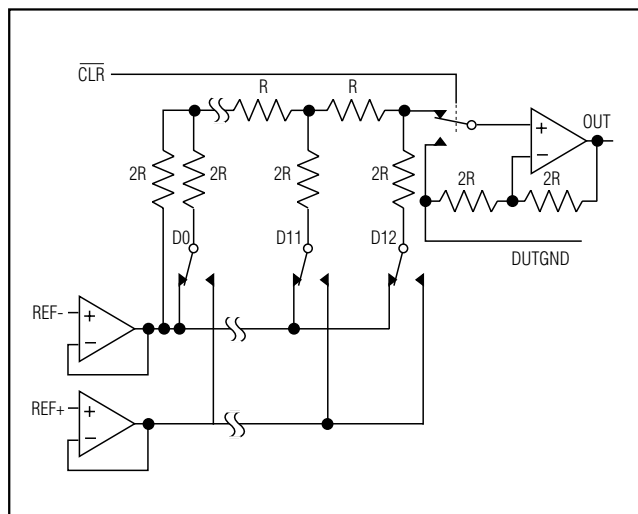 CLR
R
R
OUT
2R
2R
2R
2R
2R
2R
D0
D11
D12
DUTGND
REF-
REF+
+
-
+
-
+
-